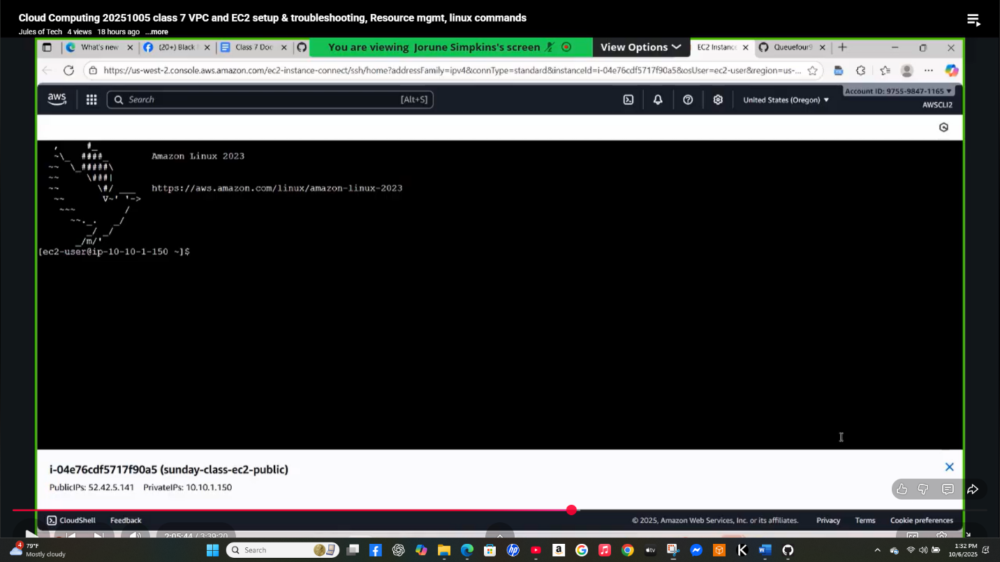 Cloud Computing 20251005 class 7 VPC and EC2 setup & troubleshooting, Resource mgmt, linux commands
Jules of Tech 4 views 18 hours ago ...more
What's new
(20+) Black
Class 7 Doc
You are viewing Jorune Simpkins's screen
View Options
EC2 Instance
Queuefour9
https://us-west-2.console.aws.amazon.com/ec2-instance-connect/ssh/home?addressFamily=ipv4&connType=standard&instanceId=i-04e76cdf5717f90a5&osUser=ec2-user&region=us-...
aws
Search [Alt+S]
United States (Oregon)
Account ID: 9755-9847-1165
AWSCLI2
   ,     #_
   ~\_  ####_        Amazon Linux 2023
  ~~  \_#####\
  ~~     \###|
  ~~       \#/ ___   https://aws.amazon.com/linux/amazon-linux-2023
   ~~       V~' '->
    ~~~         /
      ~~._.   _/
         _/ _/
       _/m/'
[ec2-user@ip-10-10-1-150 ~]$
i-04e76cdf5717f90a5 (sunday-class-ec2-public)
PublicIPs: 52.42.5.141 PrivateIPs: 10.10.1.150
CloudShell Feedback
© 2025, Amazon Web Services, Inc. or its affiliates. Privacy Terms Cookie preferences
2:05:44 / 3:39:20
4
79°F
Mostly cloudy
Search
hp
tv
1:32 PM
10/6/2025